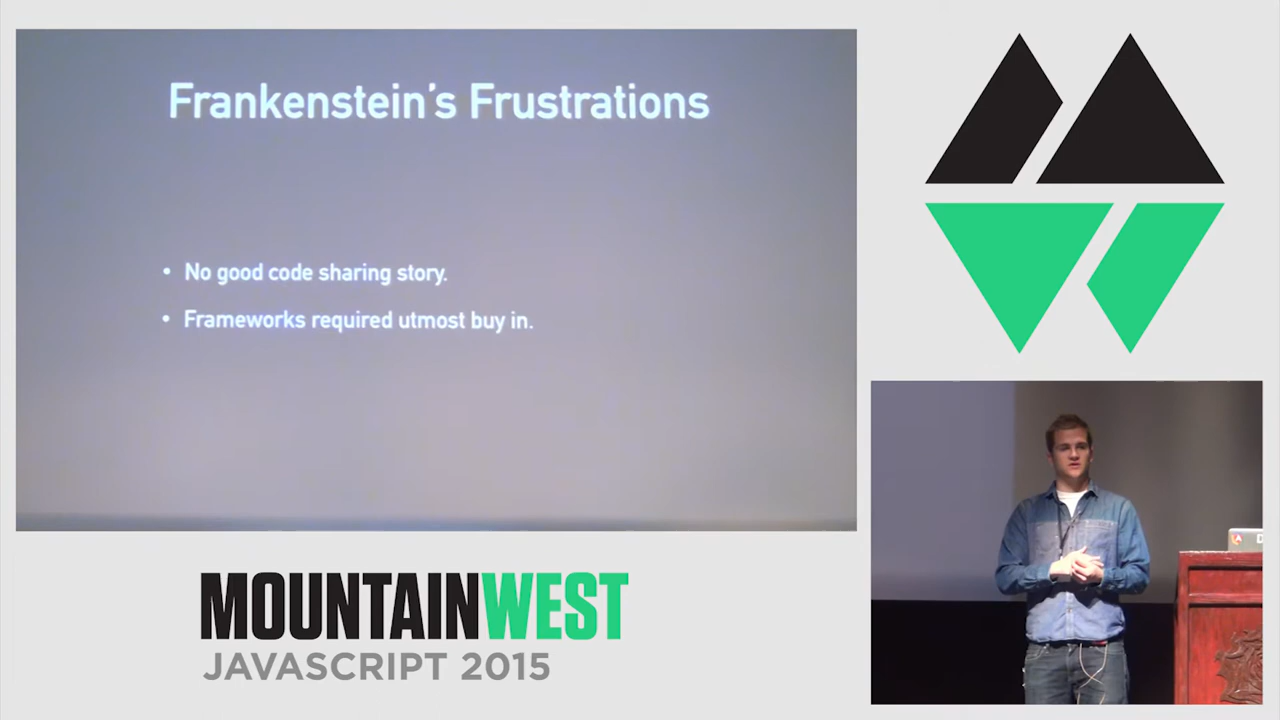 Frankenstein's Frustrations
• No good code sharing story.
• Frameworks required utmost buy in.
MOUNTAINWEST
JAVASCRIPT 2015